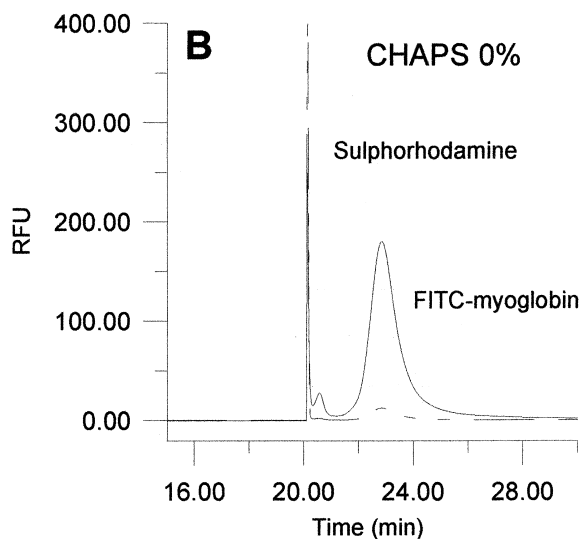 B
CHAPS 0%
400.00
300.00
200.00
100.00
0.00
RFU
Sulphorhodamine
FITC-myoglobin
16.00 20.00 24.00 28.00
Time (min)